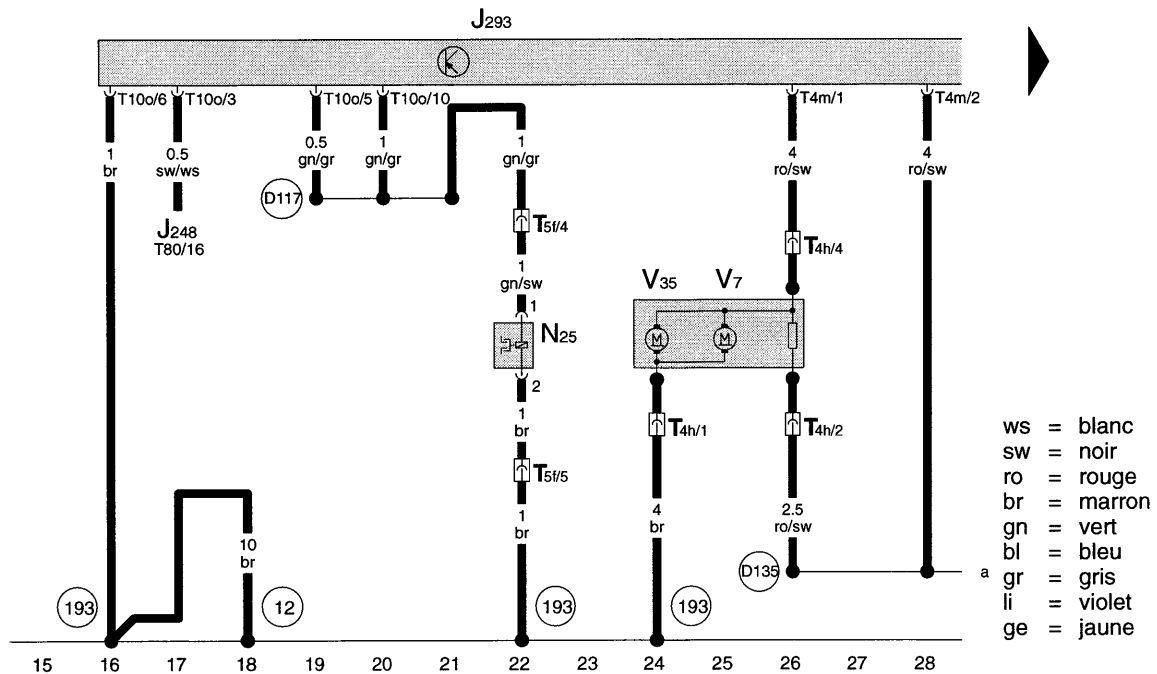 J293
T10o/6 T10o/3 T10o/5 T10o/10 T4m/1 T4m/2
1
br
0.5
sw/ws
0.5
gn/gr
1
gn/gr
1
gn/gr
4
ro/sw
4
ro/sw
D117
J248
T80/16
T5f/4
T4h/4
1
gn/sw
V35 V7
1
N25
M M
2
1
br
T4h/1
T4h/2
T5f/5
ws = blanc
sw = noir
ro = rouge
br = marron
gn = vert
bl = bleu
gr = gris
li = violet
ge = jaune
10
br
1
br
4
br
2.5
ro/sw
D135
a
193
12
193
193
15 16 17 18 19 20 21 22 23 24 25 26 27 28